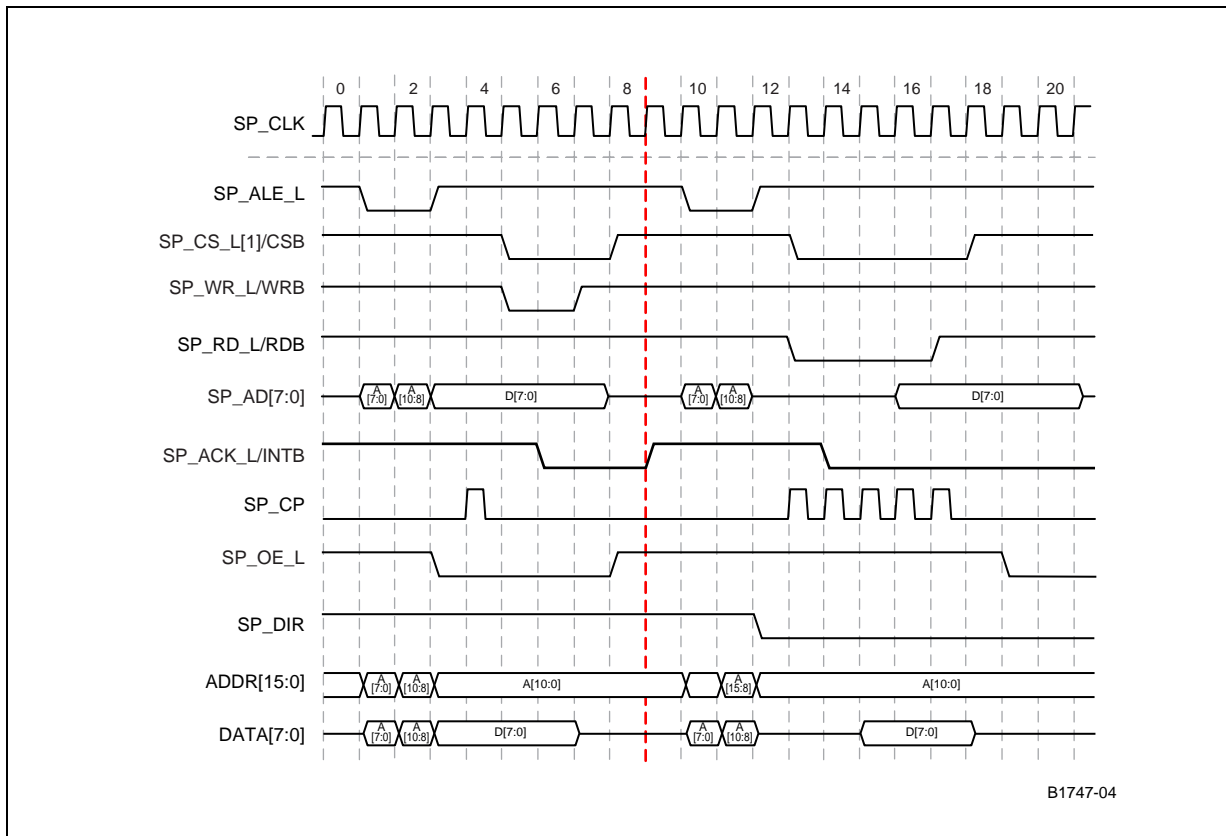 0 2 4 6 8 10 12 14 16 18 20
SP_CLK
SP_ALE_L
SP_CS_L[1]/CSB
SP_WR_L/WRB
SP_RD_L/RDB
SP_AD[7:0] A [7:0] A [10:8] D[7:0] A [7:0] A [10:8] D[7:0]
SP_ACK_L/INTB
SP_CP
SP_OE_L
SP_DIR
ADDR[15:0] A [7:0] A [10:8] A[10:0] A [15:8] A[10:0]
DATA[7:0] A [7:0] A [10:8] D[7:0] A [7:0] A [10:8] D[7:0]
B1747-04